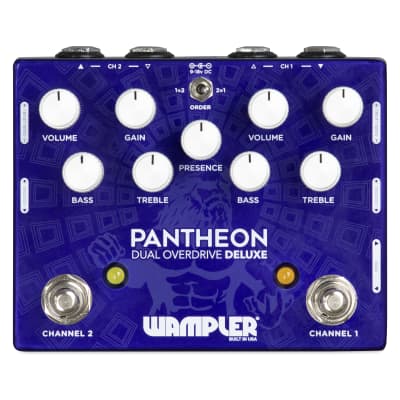 CH 2
9-18v DC
CH 1
1»2
2»1
ORDER
VOLUME
GAIN
VOLUME
GAIN
PRESENCE
BASS
TREBLE
BASS
TREBLE
PANTHEON
DUAL OVERDRIVE DELUXE
CHANNEL 2
WAMPLER®
BUILT IN USA
CHANNEL 1